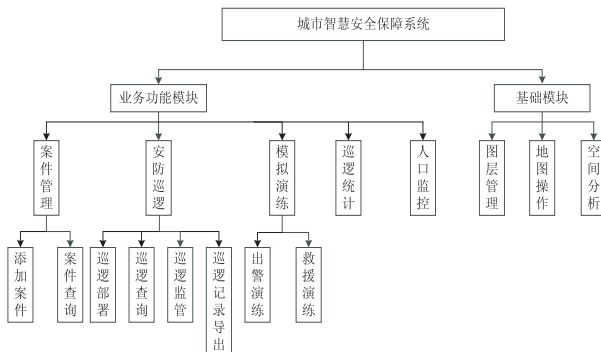 城市智慧安全保障系统
业务功能模块
基础模块
案件管理
安防巡逻
模拟演练
巡逻统计
人口监控
图层管理
地图操作
空间分析
添加案件
案件查询
巡逻部署
巡逻查询
巡逻监管
巡逻记录导出
出警演练
救援演练